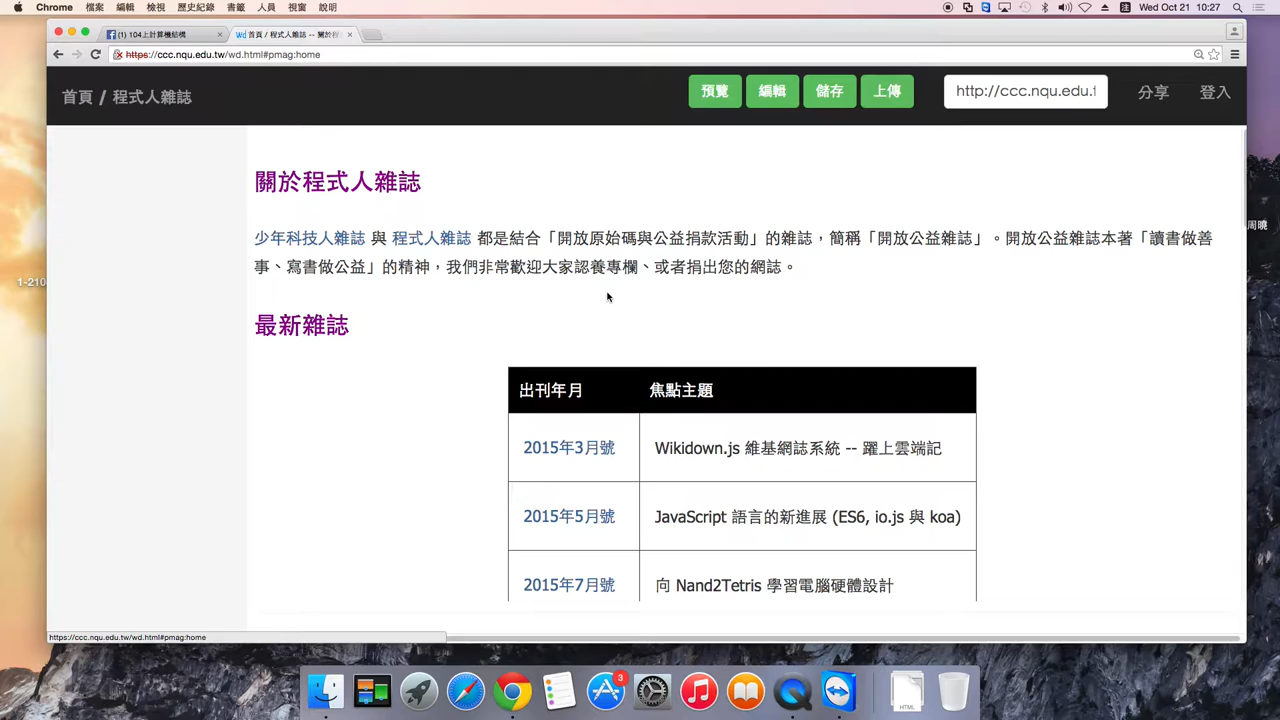 Chrome 檔案 編輯 檢視 歷史紀錄 書籤 人員 視窗 說明 Wed Oct 21 10:27
(1) 104上計算機結構 Wd 首頁 / 程式人雜誌 -- 關於程
https://ccc.nqu.edu.tw/wd.html#pmag:home
首頁 / 程式人雜誌 預覽 編輯 儲存 上傳 http://ccc.nqu.edu.t 分享 登入
關於程式人雜誌
少年科技人雜誌 與 程式人雜誌 都是結合「開放原始碼與公益捐款活動」的雜誌，簡稱「開放公益雜誌」。開放公益雜誌本著「讀書做善
事、寫書做公益」的精神，我們非常歡迎大家認養專欄、或者捐出您的網誌。
最新雜誌
出刊年月 焦點主題
2015年3月號 Wikidown.js 維基網誌系統 -- 躍上雲端記
2015年5月號 JavaScript 語言的新進展 (ES6, io.js 與 koa)
2015年7月號 向 Nand2Tetris 學習電腦硬體設計
https://ccc.nqu.edu.tw/wd.html#pmag:home
周曉
1-210
3
HTML